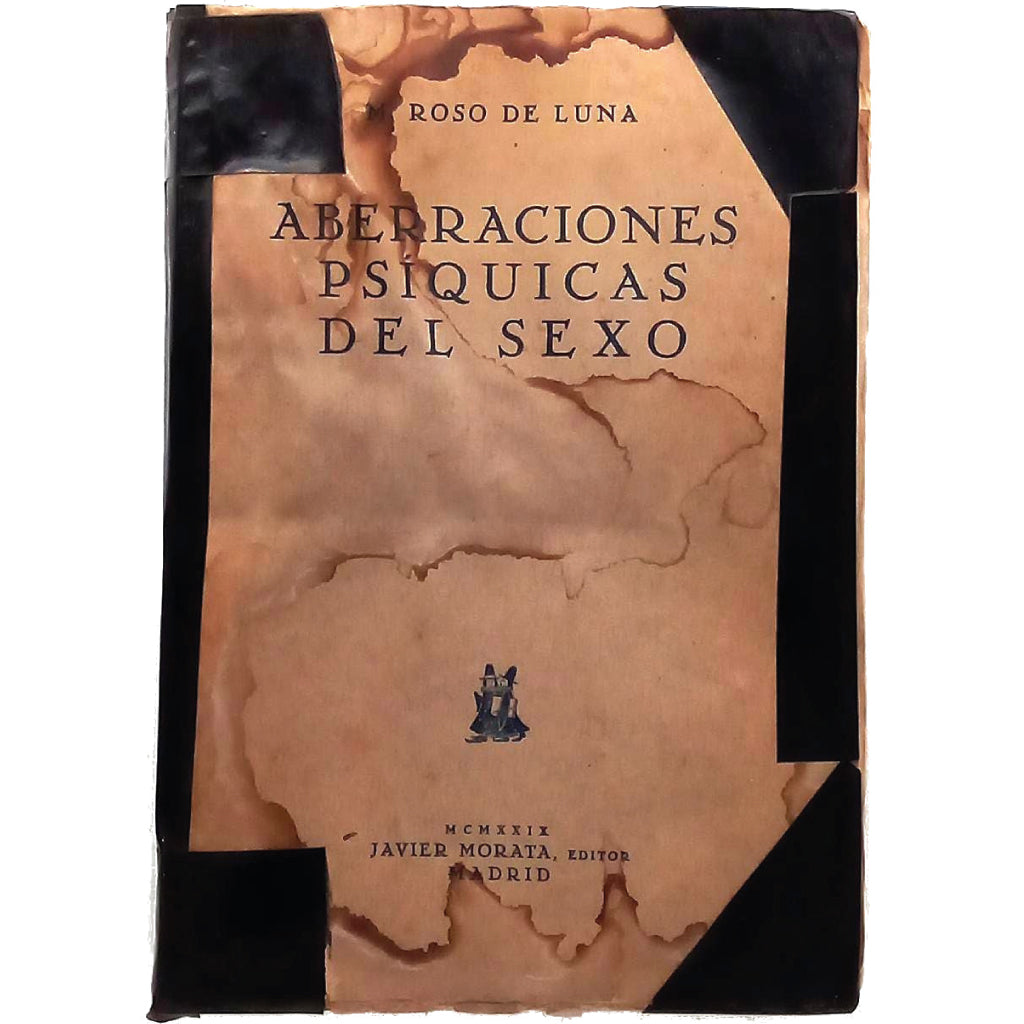 M. ROSO DE LUNA
ABERRACIONES
PSÍQUICAS
DEL SEXO
MCMXXIX
JAVIER MORATA, EDITOR
MADRID